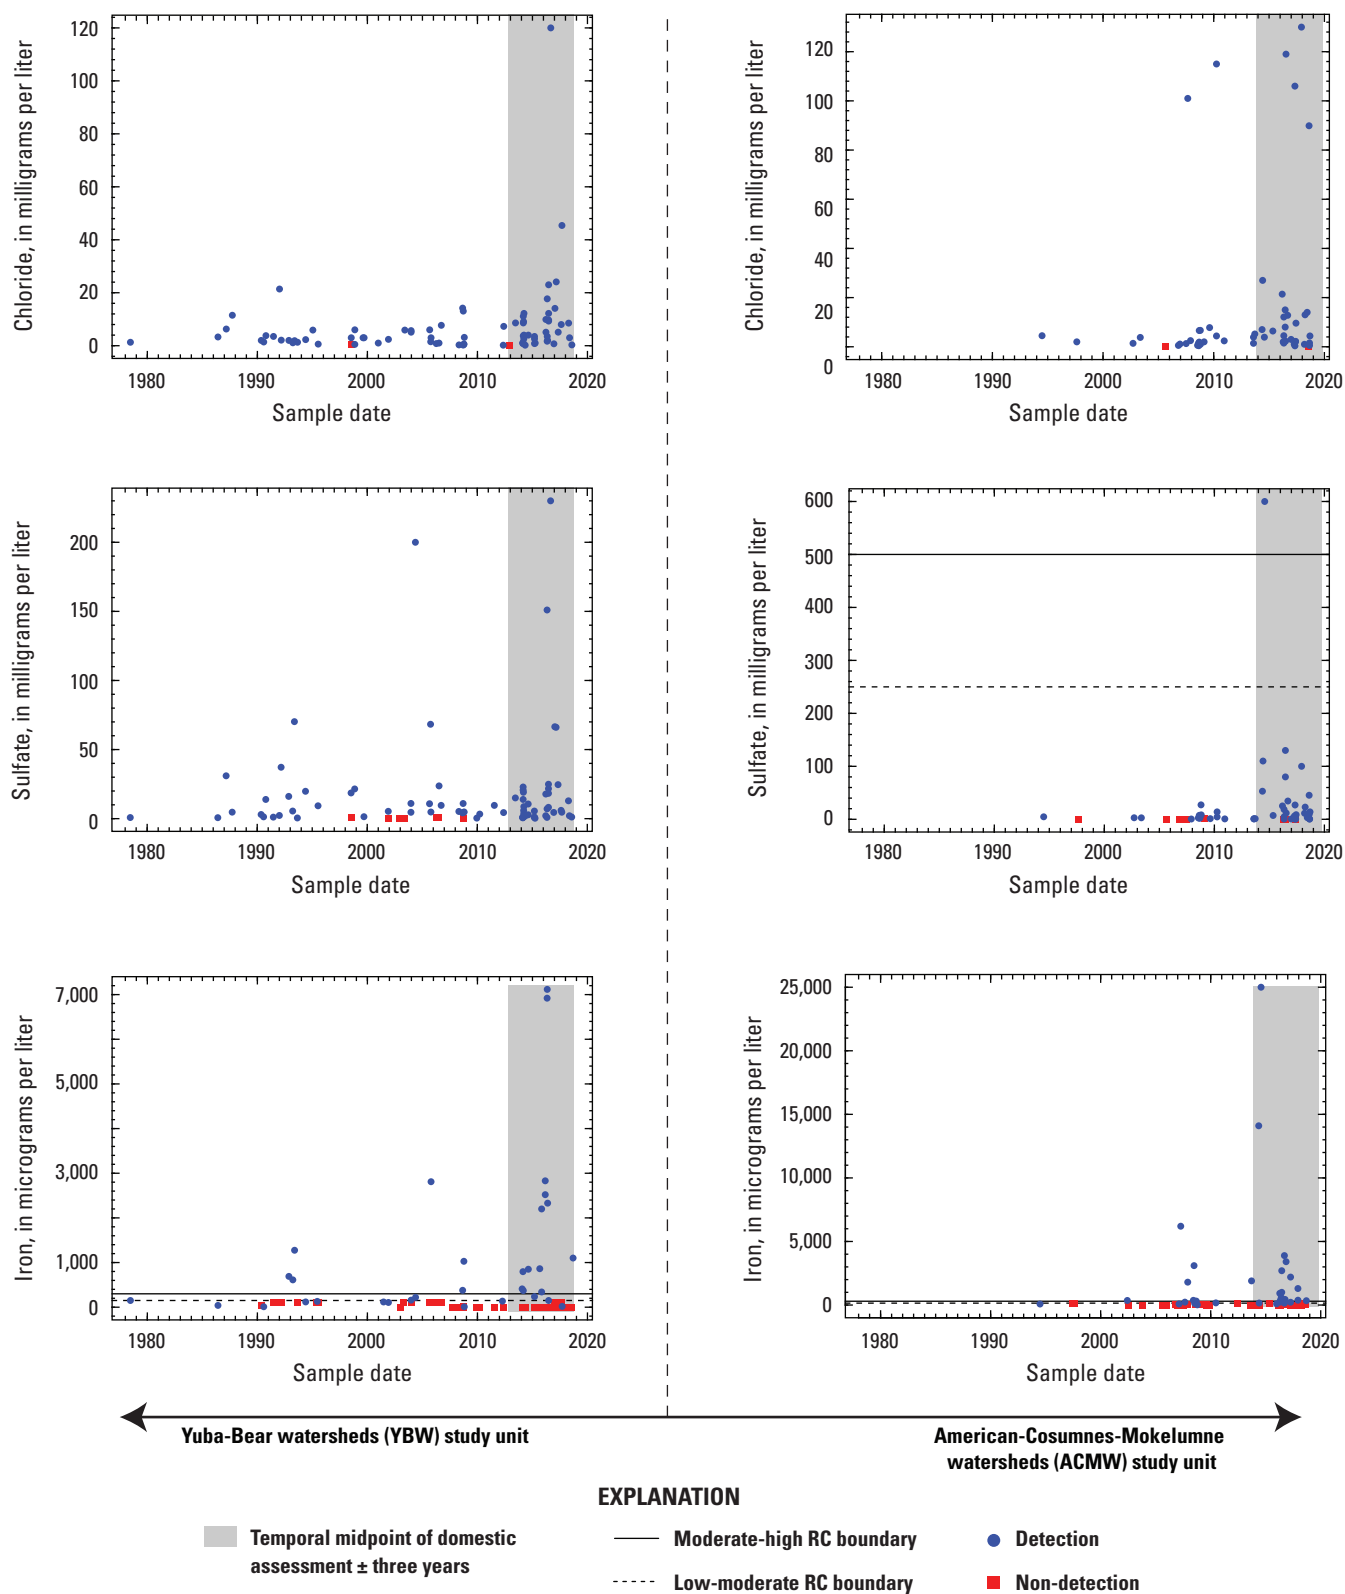 Chloride, in milligrams per liter
120
100
80
60
40
20
0
1980 1990 2000 2010 2020
Sample date
Chloride, in milligrams per liter
120
100
80
60
40
20
0
1980 1990 2000 2010 2020
Sample date
Sulfate, in milligrams per liter
200
150
100
50
0
1980 1990 2000 2010 2020
Sample date
Sulfate, in milligrams per liter
600
500
400
300
200
100
0
1980 1990 2000 2010 2020
Sample date
Iron, in micrograms per liter
7,000
5,000
3,000
1,000
0
1980 1990 2000 2010 2020
Sample date
Iron, in micrograms per liter
25,000
20,000
15,000
10,000
5,000
0
1980 1990 2000 2010 2020
Sample date
Yuba-Bear watersheds (YBW) study unit
American-Cosumnes-Mokelumne
watersheds (ACMW) study unit
EXPLANATION
Temporal midpoint of domestic
assessment ± three years
Moderate-high RC boundary
Low-moderate RC boundary
Detection
Non-detection